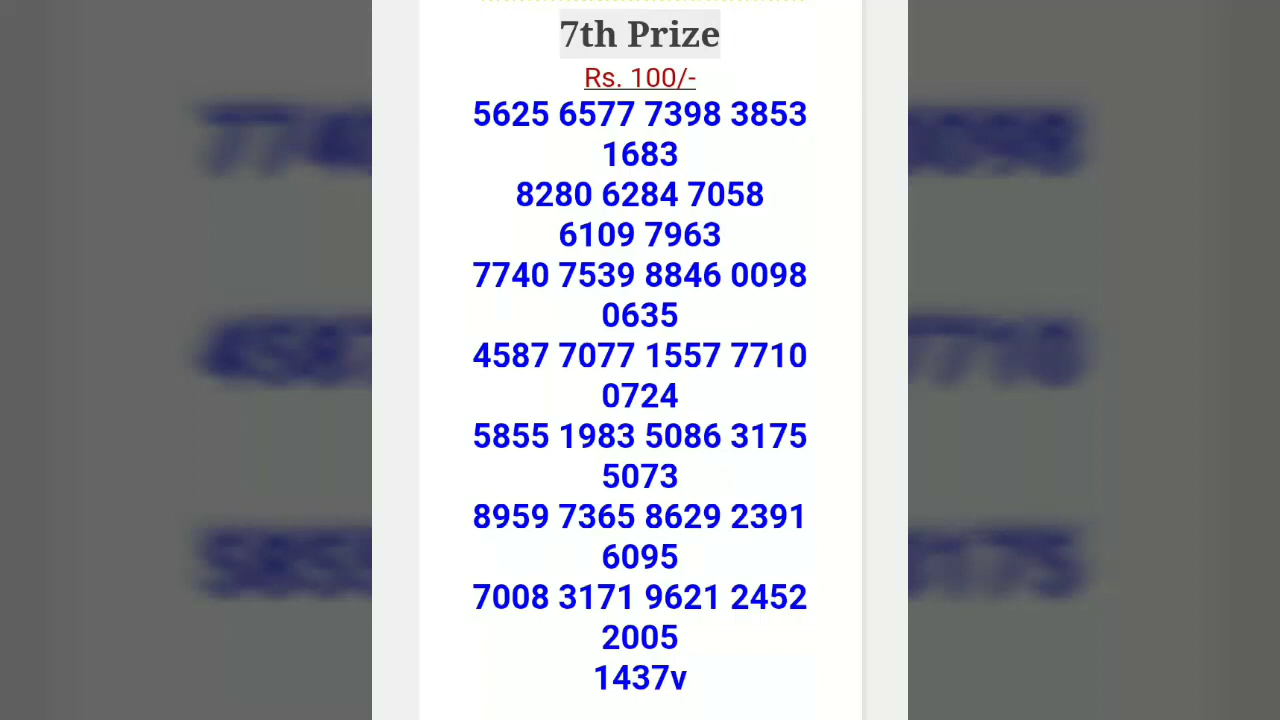 7th Prize
Rs. 100/-
5625 6577 7398 3853
1683
8280 6284 7058
6109 7963
7740 7539 8846 0098
0635
4587 7077 1557 7710
0724
5855 1983 5086 3175
5073
8959 7365 8629 2391
6095
7008 3171 9621 2452
2005
1437v